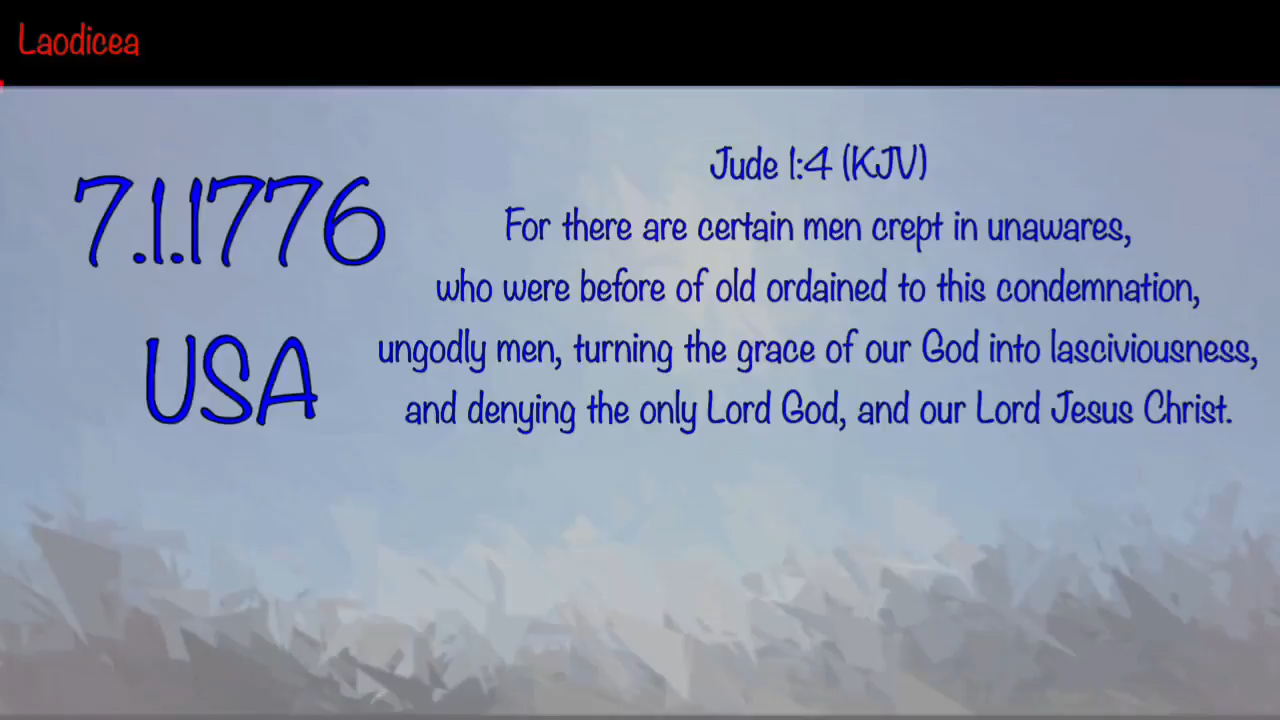 Laodicea
7.1.1776
USA
Jude 1:4 (KJV)
For there are certain men crept in unawares,
who were before of old ordained to this condemnation,
ungodly men, turning the grace of our God into lasciviousness,
and denying the only Lord God, and our Lord Jesus Christ.